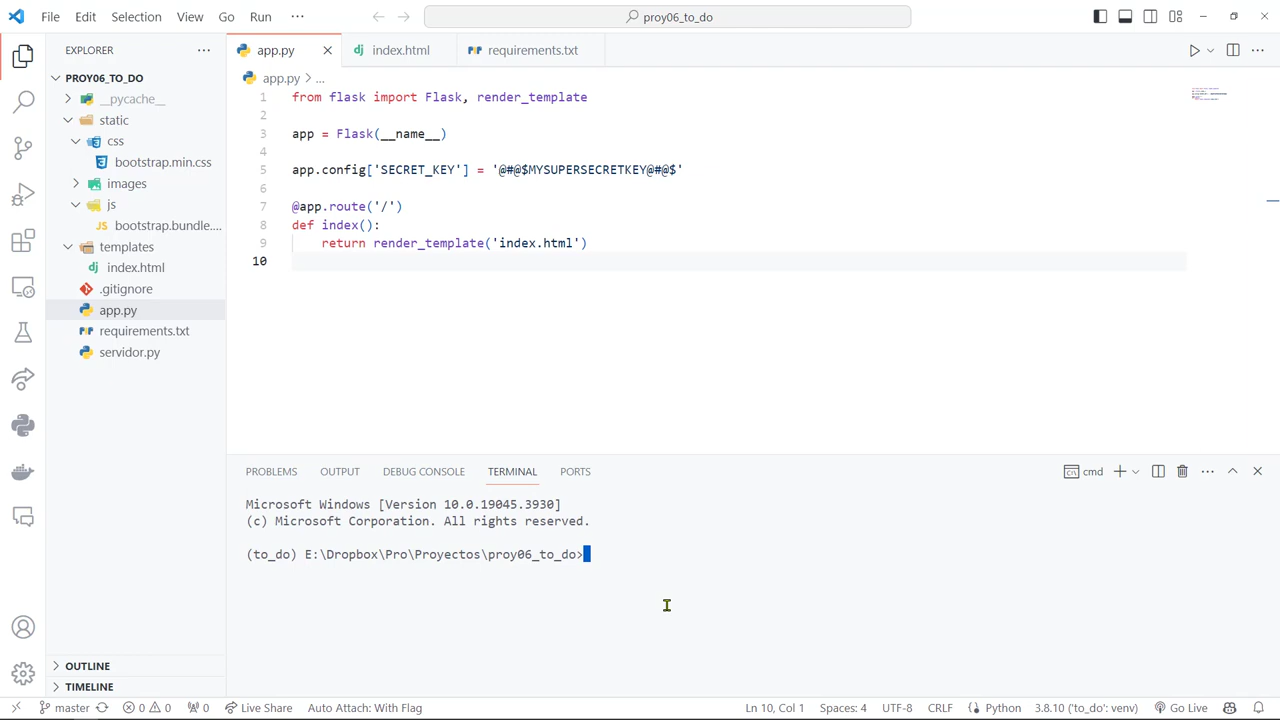 File Edit Selection View Go Run ··· proy06_to_do
EXPLORER ···
PROY06_TO_DO
__pycache__
static
css
bootstrap.min.css
images
js
JS bootstrap.bundle....
templates
dj index.html
.gitignore
app.py
requirements.txt
servidor.py
OUTLINE
TIMELINE
app.py dj index.html requirements.txt
app.py > ...
1 from flask import Flask, render_template
2
3 app = Flask(__name__)
4
5 app.config['SECRET_KEY'] = '@#@$MYSUPERSECRETKEY@#@$'
6
7 @app.route('/')
8 def index():
9 return render_template('index.html')
10
PROBLEMS OUTPUT DEBUG CONSOLE TERMINAL PORTS cmd
Microsoft Windows [Version 10.0.19045.3930]
(c) Microsoft Corporation. All rights reserved.
(to_do) E:\Dropbox\Pro\Proyectos\proy06_to_do>
master 0 0 0 Live Share Auto Attach: With Flag Ln 10, Col 1 Spaces: 4 UTF-8 CRLF Python 3.8.10 ('to_do': venv) Go Live